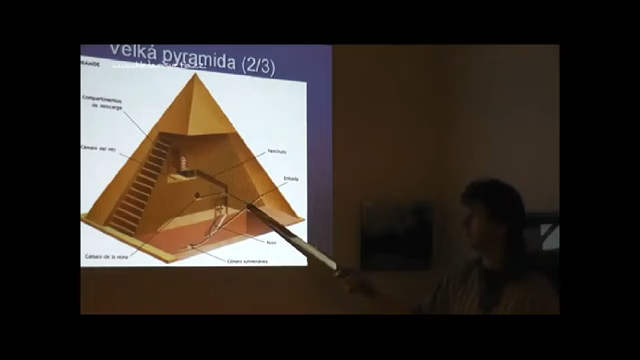 Velká pyramida (2/3)
Compartimentos
de descarga
Cámara del rey
Vestíbulo
Entrada
Pozo
Cámara de la reina
Cámara subterránea